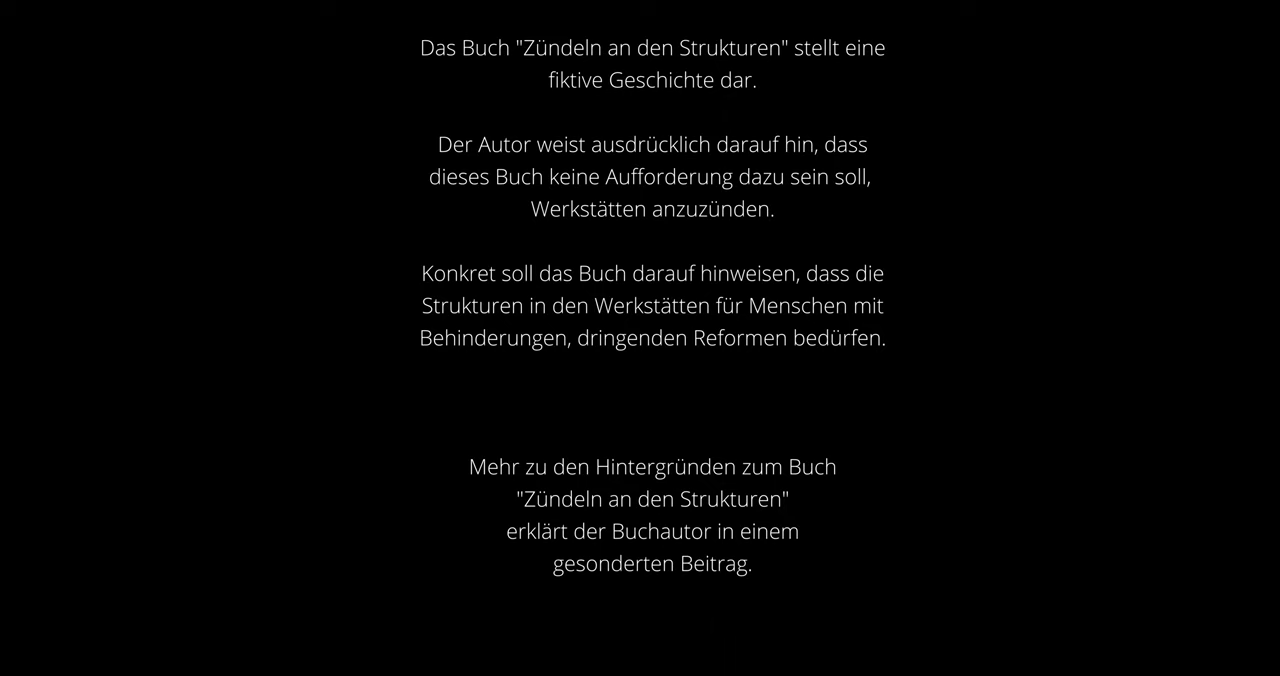 Das Buch "Zündeln an den Strukturen" stellt eine
fiktive Geschichte dar.
Der Autor weist ausdrücklich darauf hin, dass
dieses Buch keine Aufforderung dazu sein soll,
Werkstätten anzuzünden.
Konkret soll das Buch darauf hinweisen, dass die
Strukturen in den Werkstätten für Menschen mit
Behinderungen, dringenden Reformen bedürfen.
Mehr zu den Hintergründen zum Buch
"Zündeln an den Strukturen"
erklärt der Buchautor in einem
gesonderten Beitrag.